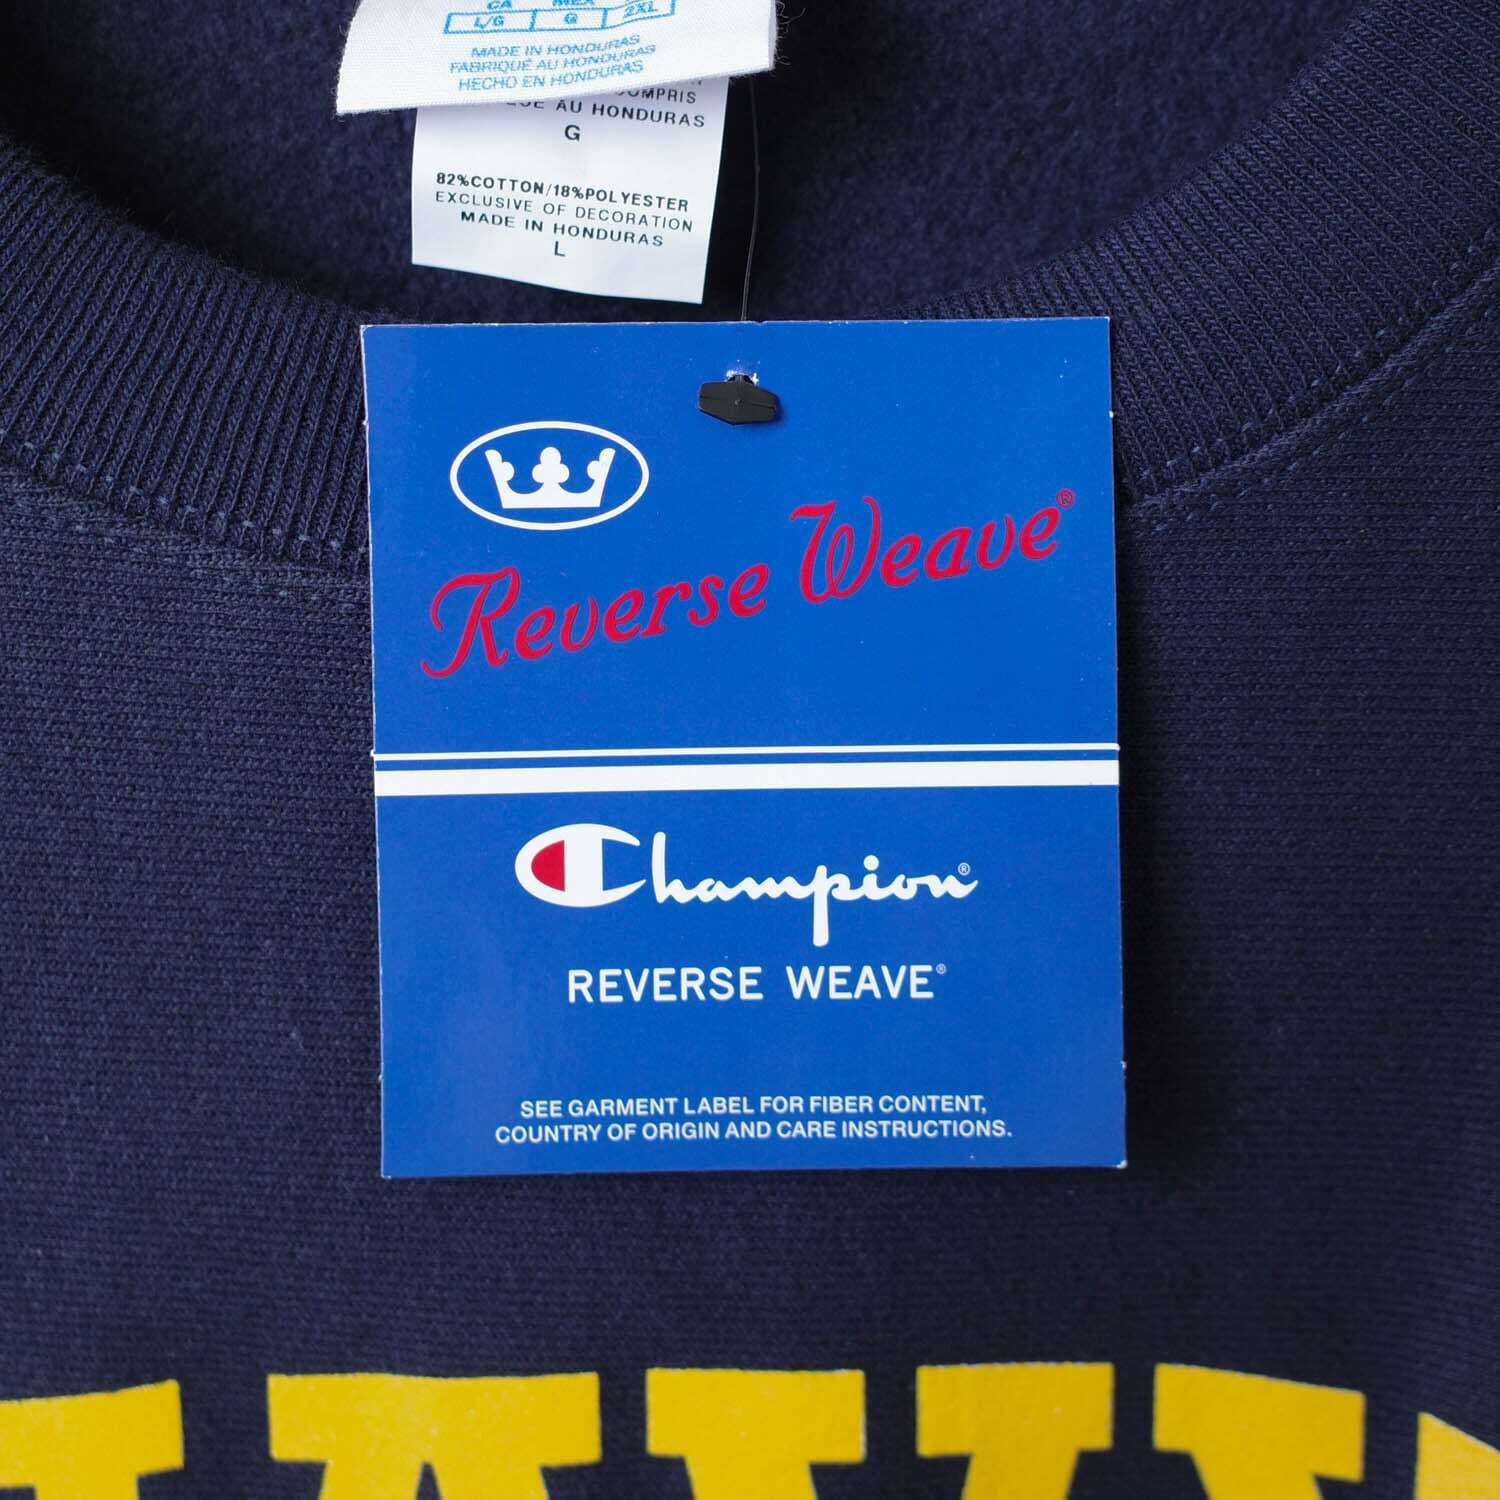 CA MEX
L/G G 2XL
MADE IN HONDURAS
FABRIQUÉ AU HONDURAS
HECHO EN HONDURAS
AU HONDURAS
G
82%COTTON/18%POLYESTER
EXCLUSIVE OF DECORATION
MADE IN HONDURAS
L
Reverse Weave®
Champion®
REVERSE WEAVE®
SEE GARMENT LABEL FOR FIBER CONTENT,
COUNTRY OF ORIGIN AND CARE INSTRUCTIONS.